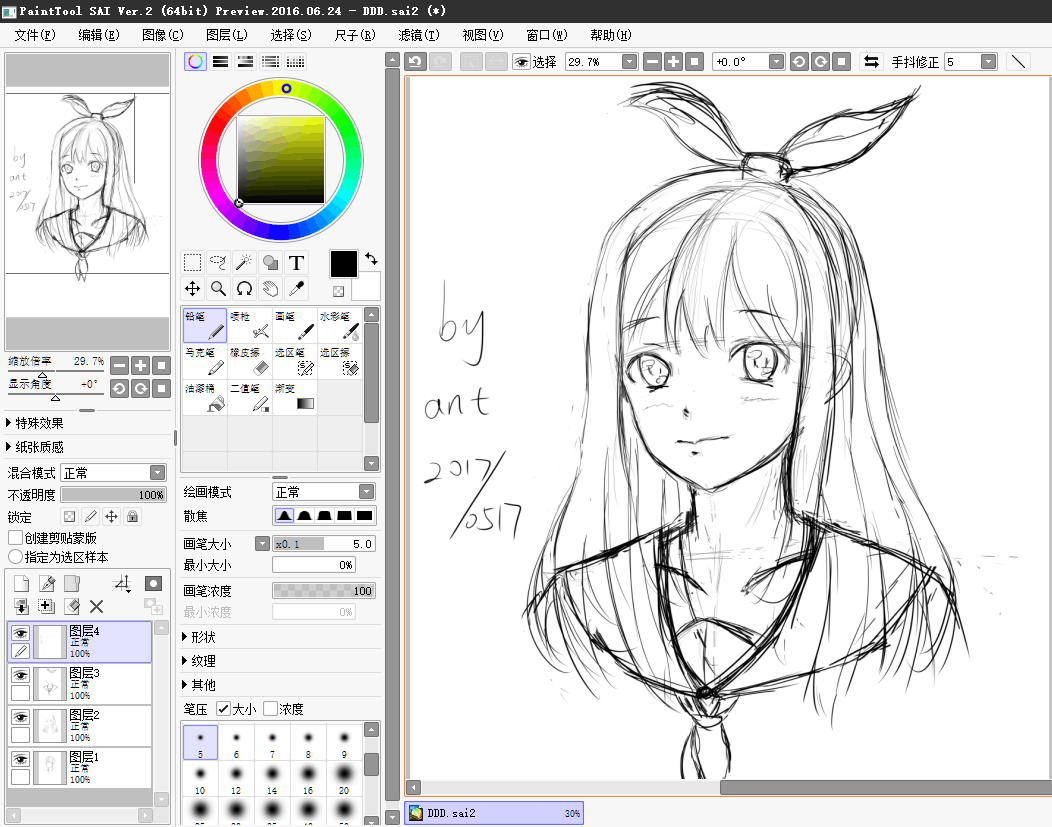 PaintTool SAI Ver.2 (64bit) Preview.2016.06.24 - DDD.sai2 (*)
文件(F) 编辑(E) 图像(C) 图层(L) 选择(S) 尺子(R) 滤镜(T) 视图(V) 窗口(W) 帮助(H)
选择 29.7% +0.0° 手抖修正 5
by
ant
2017/
/0517
缩放倍率 29.7%
显示角度 +0°
特殊效果
纸张质感
混合模式 正常
不透明度 100%
锁定
创建剪贴蒙版
指定为选区样本
图层4
正常
100%
图层3
正常
100%
图层2
正常
100%
图层1
正常
100%
T
铅笔 喷枪 画笔 水彩笔
马克笔 橡皮擦 选区笔 选区擦
油漆桶 二值笔 渐变
绘画模式 正常
散焦
画笔大小 x0.1 5.0
最小大小 0%
画笔浓度 100
最小浓度 0%
形状
纹理
其他
笔压 大小 浓度
5 6 7 8 9
10 12 14 16 20
by
ant
2017/
/0517
DDD.sai2 30%